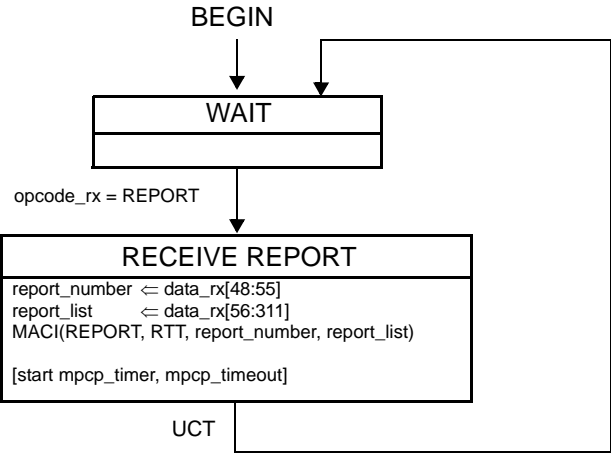 BEGIN
WAIT
opcode_rx = REPORT
RECEIVE REPORT
report_number ⇐ data_rx[48:55]
report_list ⇐ data_rx[56:311]
MACI(REPORT, RTT, report_number, report_list)
[start mpcp_timer, mpcp_timeout]
UCT